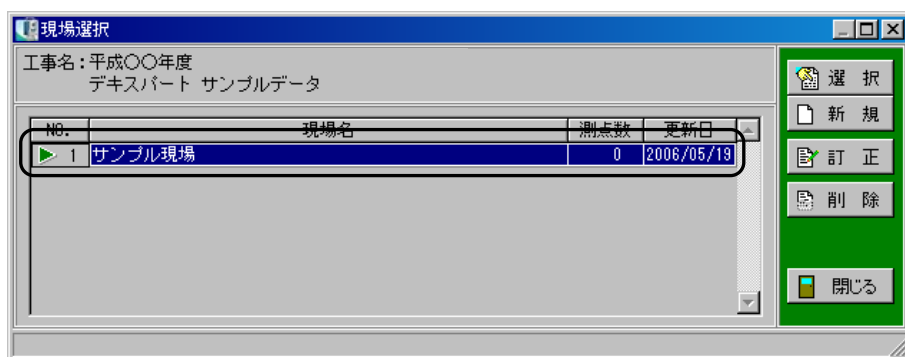 現場選択
工事名：平成〇〇年度
デキスパート サンプルデータ
選 択
新 規
訂 正
削 除
閉じる
NO. 現場名 測点数 更新日
1 サンプル現場 0 2006/05/19